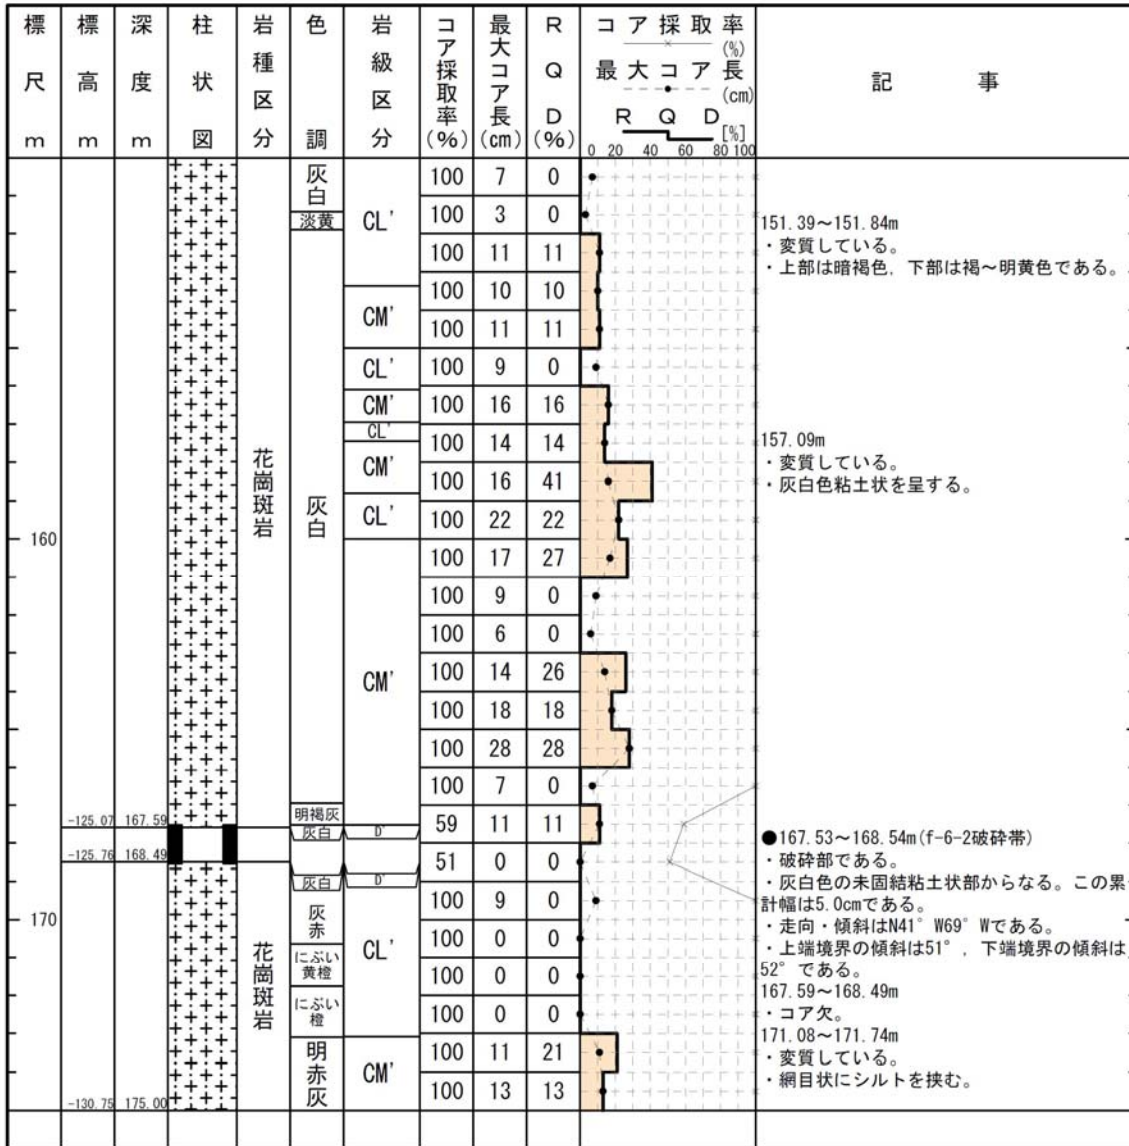 標尺 m
標高 m
深度 m
柱状図
岩種区分
色調
岩級区分
コア採取率 (%)
最大コア長 (cm)
RQD (%)
コア採取率 (%)
最大コア長 (cm)
RQD [%]
0 20 40 60 80 100
記事
灰白
100 7 0
淡黄
CL'
100 3 0
151.39～151.84m
・変質している。
100 11 11
・上部は暗褐色, 下部は褐～明黄色である。
100 10 10
CM'
100 11 11
CL'
100 9 0
CM'
100 16 16
CL'
100 14 14
157.09m
・変質している。
花崗斑岩
CM'
100 16 41
・灰白色粘土状を呈する。
灰白
CL'
100 22 22
160
100 17 27
100 9 0
100 6 0
CM'
100 14 26
100 18 18
100 28 28
100 7 0
明褐灰
-125.07 167.59
灰白
D'
59 11 11
●167.53～168.54m(f-6-2破砕帯)
-125.76 168.49
51 0 0
・破砕部である。
灰白
D'
・灰白色の未固結粘土状部からなる。この累
計幅は5.0cmである。
100 9 0
170
灰赤
・走向・傾斜はN41°W69°Wである。
100 0 0
CL'
・上端境界の傾斜は51°, 下端境界の傾斜は
にぶい
黄橙
100 0 0
52°である。
花崗斑岩
167.59～168.49m
にぶい
橙
100 0 0
・コア欠。
171.08～171.74m
明赤灰
CM'
100 11 21
・変質している。
・網目状にシルトを挟む。
100 13 13
-130.75 175.00